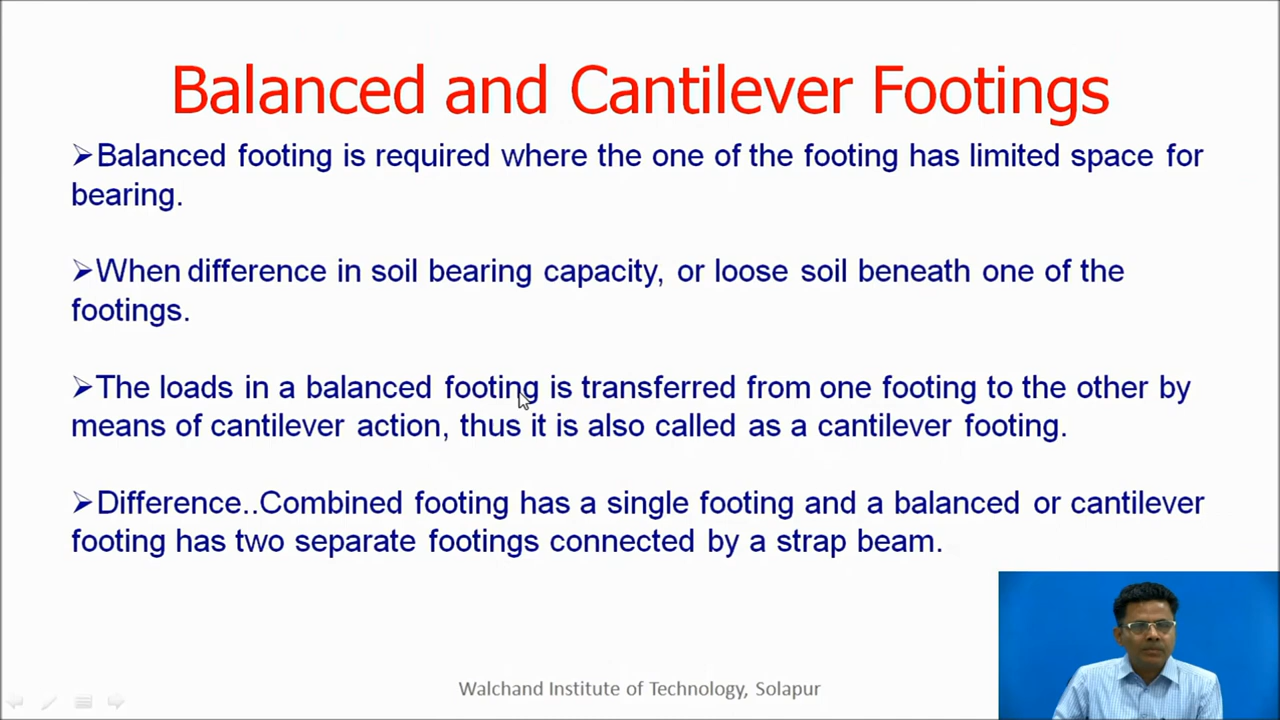 Balanced and Cantilever Footings
➢Balanced footing is required where the one of the footing has limited space for
bearing.
➢When difference in soil bearing capacity, or loose soil beneath one of the
footings.
➢The loads in a balanced footing is transferred from one footing to the other by
means of cantilever action, thus it is also called as a cantilever footing.
➢Difference..Combined footing has a single footing and a balanced or cantilever
footing has two separate footings connected by a strap beam.
Walchand Institute of Technology, Solapur